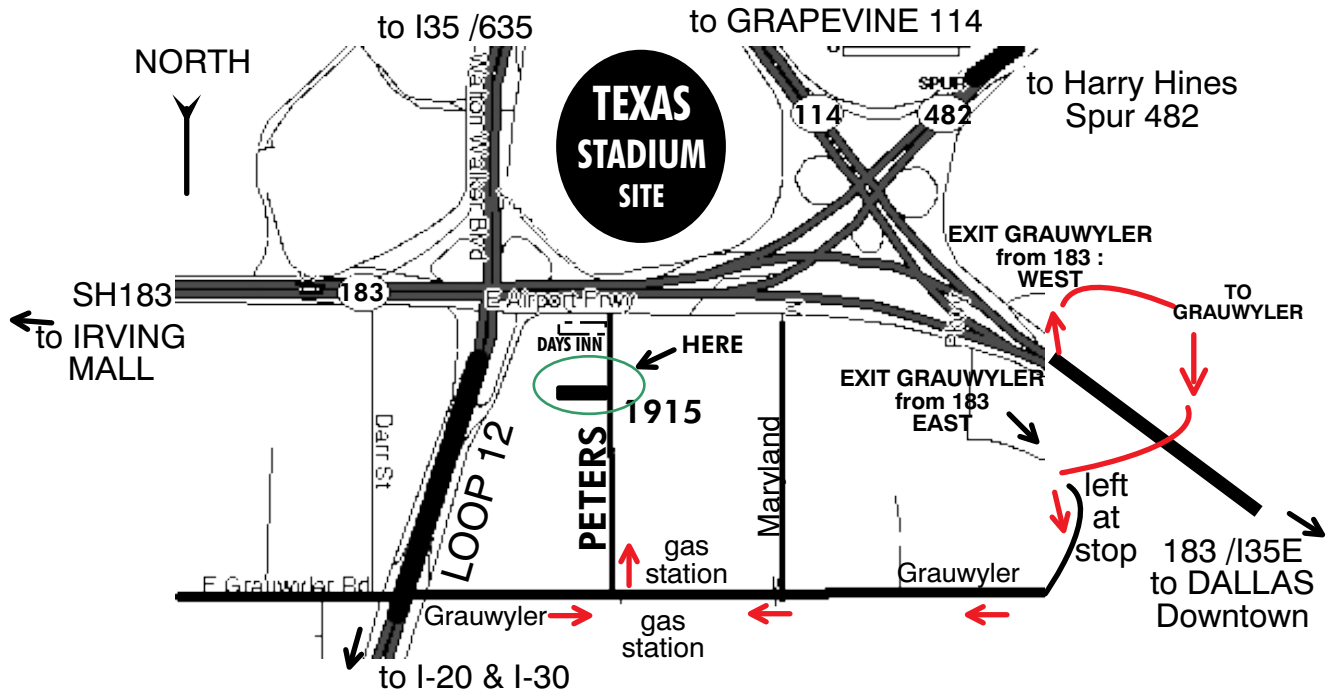 to I35 /635
to GRAPEVINE 114
NORTH
TEXAS
STADIUM
SITE
Walton Walker Blvd
SPUR
114
482
to Harry Hines
Spur 482
EXIT GRAUWYLER
from 183 :
WEST
TO
GRAUWYLER
SH183
183
E Airport Frwy
to IRVING
MALL
DAYS INN
HERE
1915
EXIT GRAUWYLER
from 183
EAST
Pkwy
Darr St
LOOP 12
PETERS
Maryland
left
at
stop
183 /I35E
to DALLAS
Downtown
gas
station
Grauwyler
E Grauwyler Rd
Grauwyler
gas
station
to I-20 & I-30